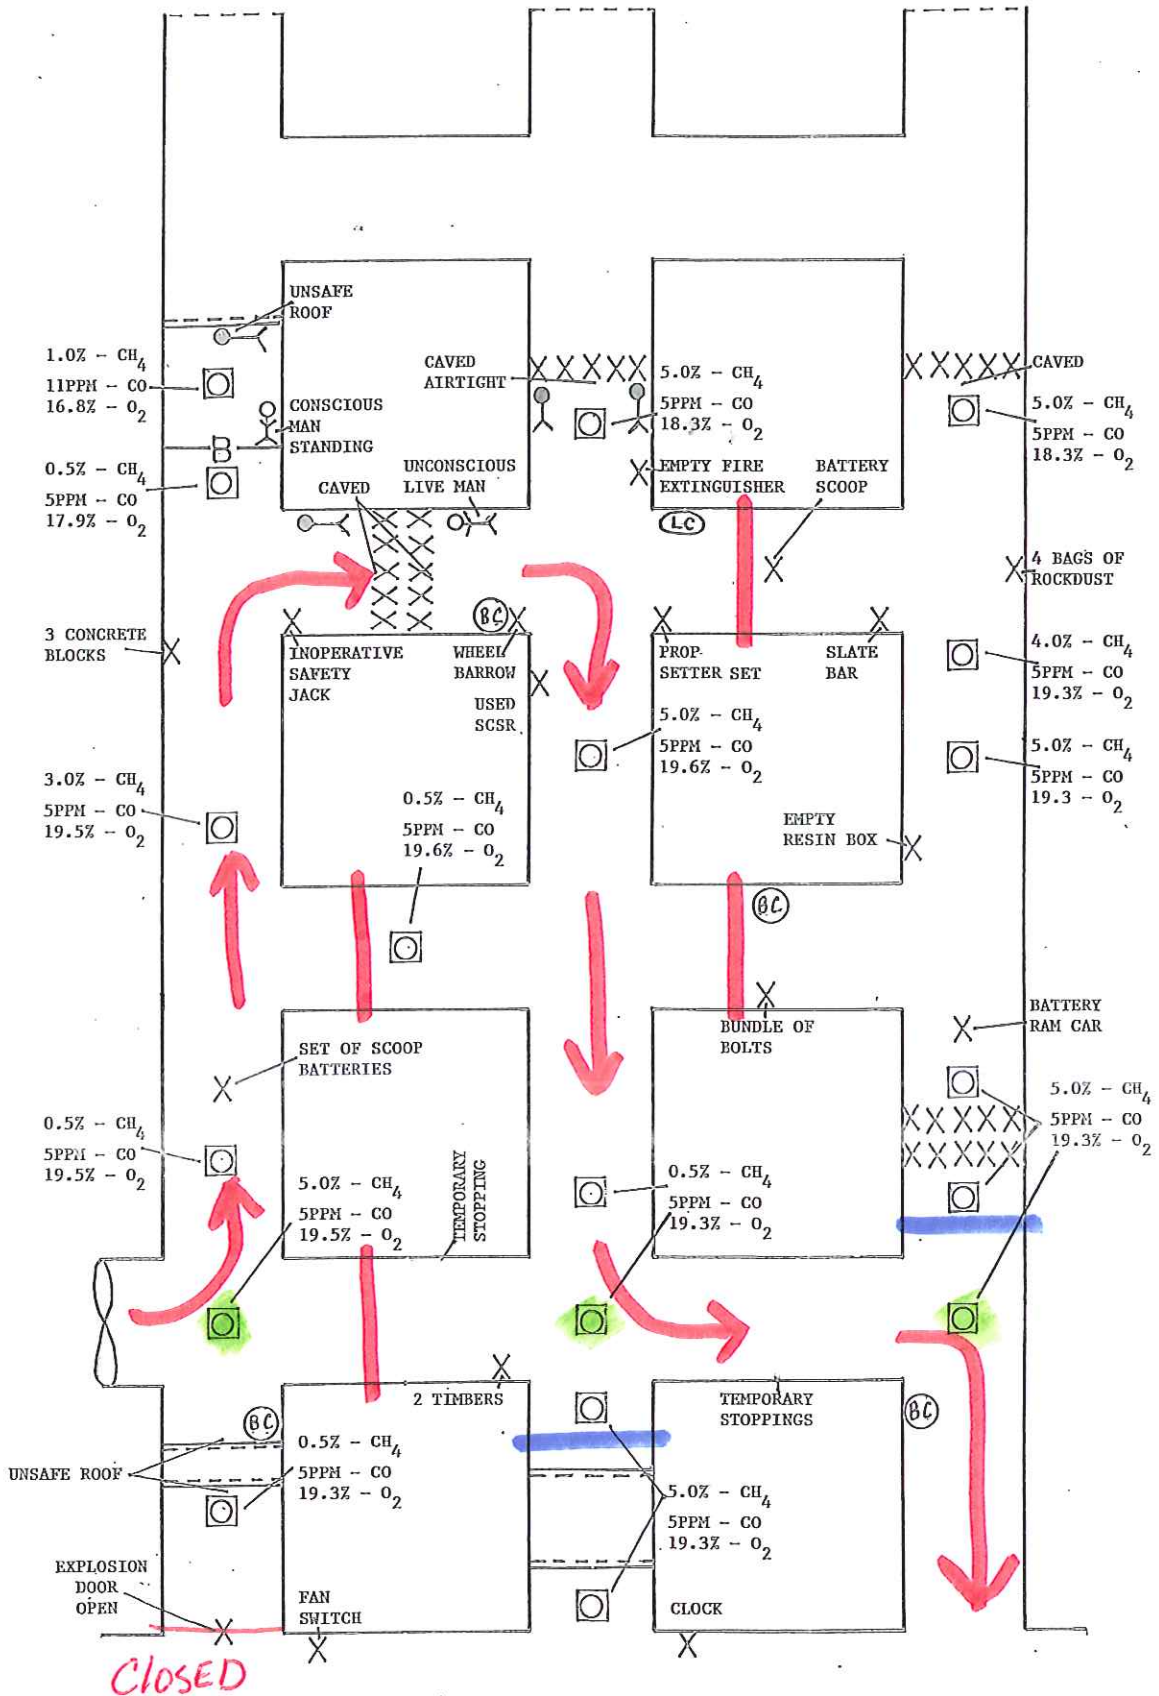 UNSAFE
ROOF
1.0% - CH4
11PPM - CO
16.8% - O2
CONSCIOUS
MAN
STANDING
B
0.5% - CH4
5PPM - CO
17.9% - O2
CAVED
UNCONSCIOUS
LIVE MAN
CAVED
AIRTIGHT
5.0% - CH4
5PPM - CO
18.3% - O2
EMPTY FIRE
EXTINGUISHER
BATTERY
SCOOP
LC
CAVED
5.0% - CH4
5PPM - CO
18.3% - O2
4 BAGS OF
ROCKDUST
3 CONCRETE
BLOCKS
INOPERATIVE
SAFETY
JACK
BC
WHEEL
BARROW
USED
SCSR
PROP-
SETTER SET
SLATE
BAR
4.0% - CH4
5PPM - CO
19.3% - O2
5.0% - CH4
5PPM - CO
19.6% - O2
5.0% - CH4
5PPM - CO
19.3 - O2
3.0% - CH4
5PPM - CO
19.5% - O2
0.5% - CH4
5PPM - CO
19.6% - O2
EMPTY
RESIN BOX
BC
BUNDLE OF
BOLTS
BATTERY
RAM CAR
SET OF SCOOP
BATTERIES
0.5% - CH4
5PPM - CO
19.5% - O2
5.0% - CH4
5PPM - CO
19.5% - O2
TEMPORARY
STOPPING
0.5% - CH4
5PPM - CO
19.3% - O2
5.0% - CH4
5PPM - CO
19.3% - O2
2 TIMBERS
TEMPORARY
STOPPINGS
BC
BC
UNSAFE ROOF
0.5% - CH4
5PPM - CO
19.3% - O2
5.0% - CH4
5PPM - CO
19.3% - O2
EXPLOSION
DOOR
OPEN
FAN
SWITCH
CLOCK
CLOSED